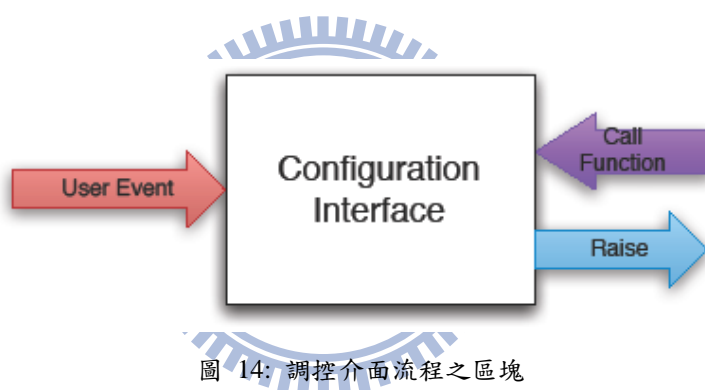 User Event
Configuration
Interface
Call
Function
Raise
圖 14: 調控介面流程之區塊